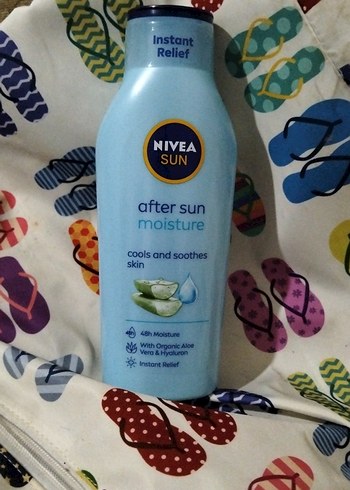 Instant
Relief
NIVEA
SUN
after sun
moisture
cools and soothes
skin
48h Moisture
With Organic Aloe
Vera & Hyaluron
Instant Relief